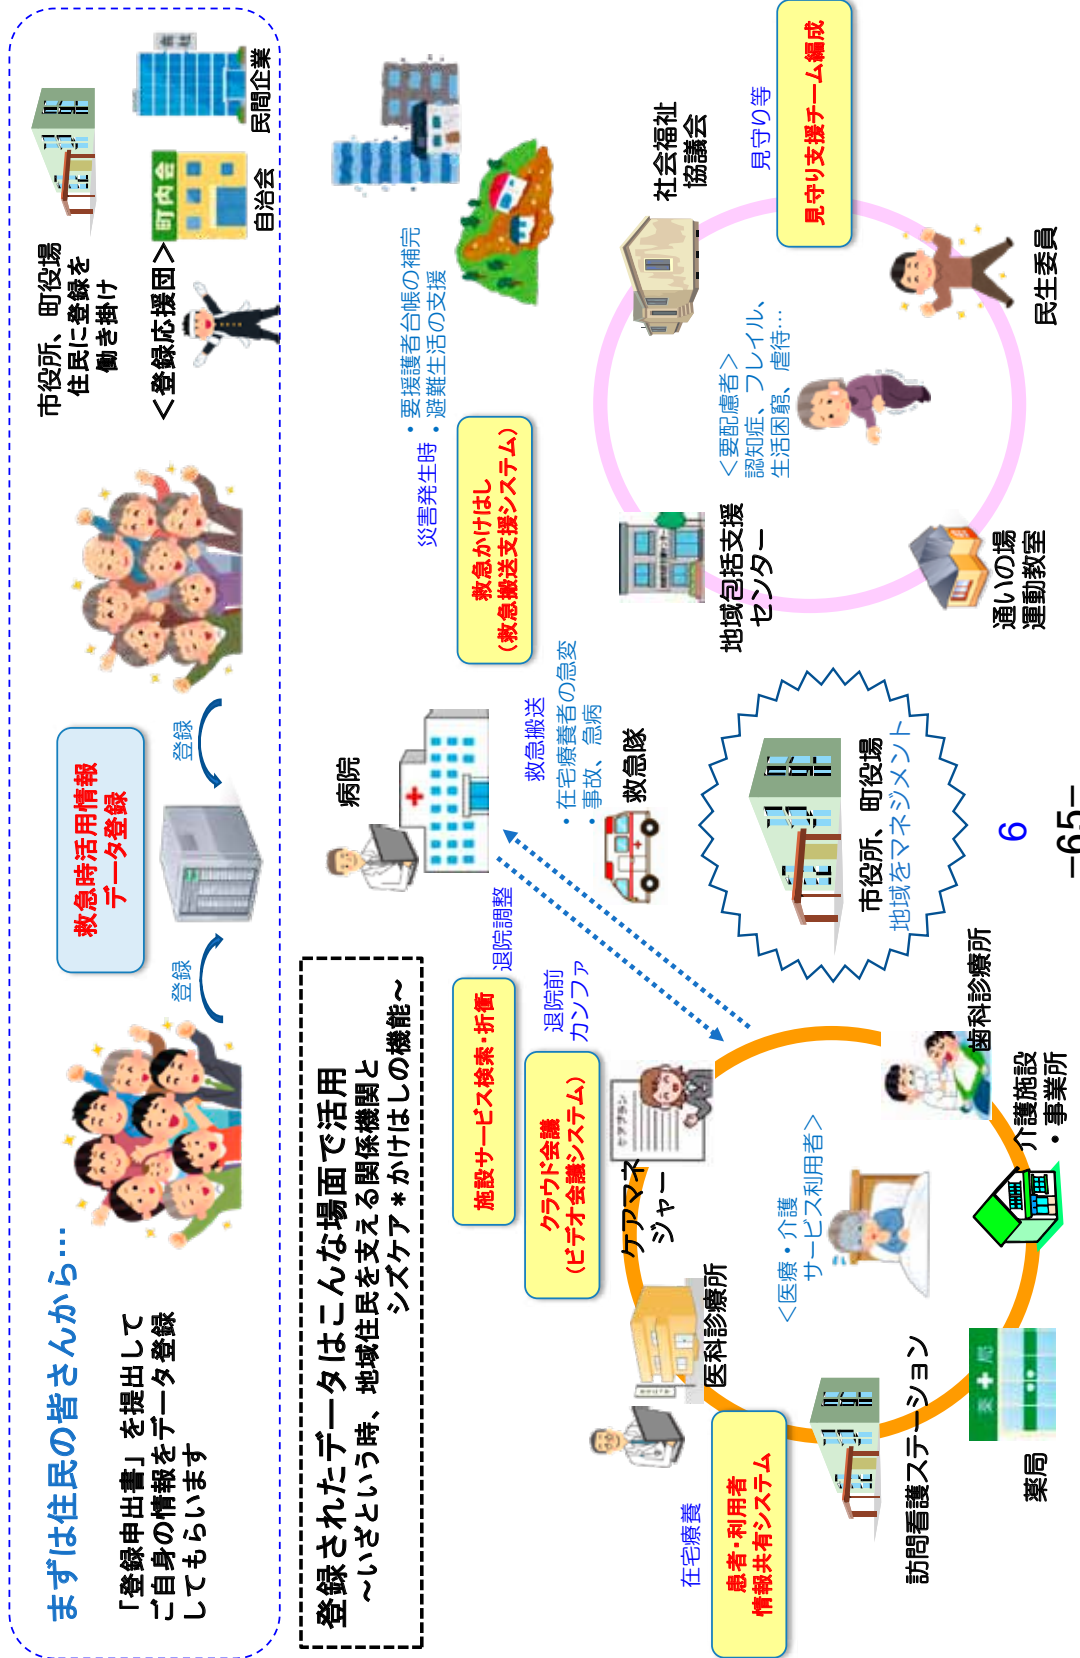 まずは住民の皆さんから…
「登録申出書」を提出して
ご自身の情報をデータ登録
してもらいます
救急時活用情報
データ登録
登録
登録
市役所、町役場
住民に登録を
働き掛け
＜登録応援団＞
町内会
自治会
会社
民間企業
登録されたデータはこんな場面で活用
～いざという時、地域住民を支える関係機関と
シズケア＊かけはしの機能～
病院
退院調整
施設サービス検索・折衝
退院前
カンファ
クラウド会議
（ビデオ会議システム）
救急搬送
・在宅療養者の急変
・事故、急病
救急隊
救急かけはし
（救急搬送支援システム）
災害発生時
・要援護者台帳の補完
・避難生活の支援
在宅療養
患者・利用者
情報共有システム
医科診療所
ケアマネ
ジャー
ケアプラン
＜医療・介護
サービス利用者＞
歯科診療所
介護施設
・事業所
訪問看護ステーション
薬局
薬局
市役所、町役場
地域をマネジメント
地域包括支援
センター
社会福祉
協議会
見守り等
見守り支援チーム編成
＜要配慮者＞
認知症、フレイル、
生活困窮、虐待…
通いの場
運動教室
民生委員
6
－65－